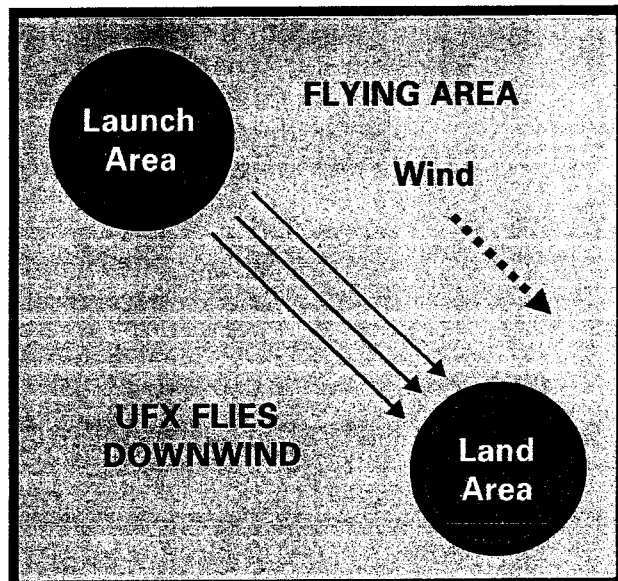 Launch
Area
FLYING AREA
Wind
UFX FLIES
DOWNWIND
Land
Area